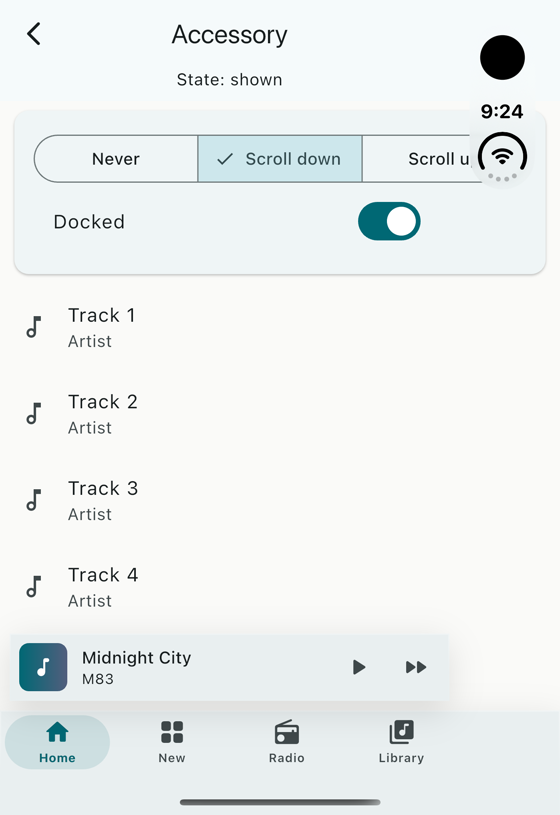 Accessory
State: shown
9:24
Never
Scroll down
Scroll
Docked
Track 1
Artist
Track 2
Artist
Track 3
Artist
Track 4
Artist
Midnight City
M83
Home
New
Radio
Library